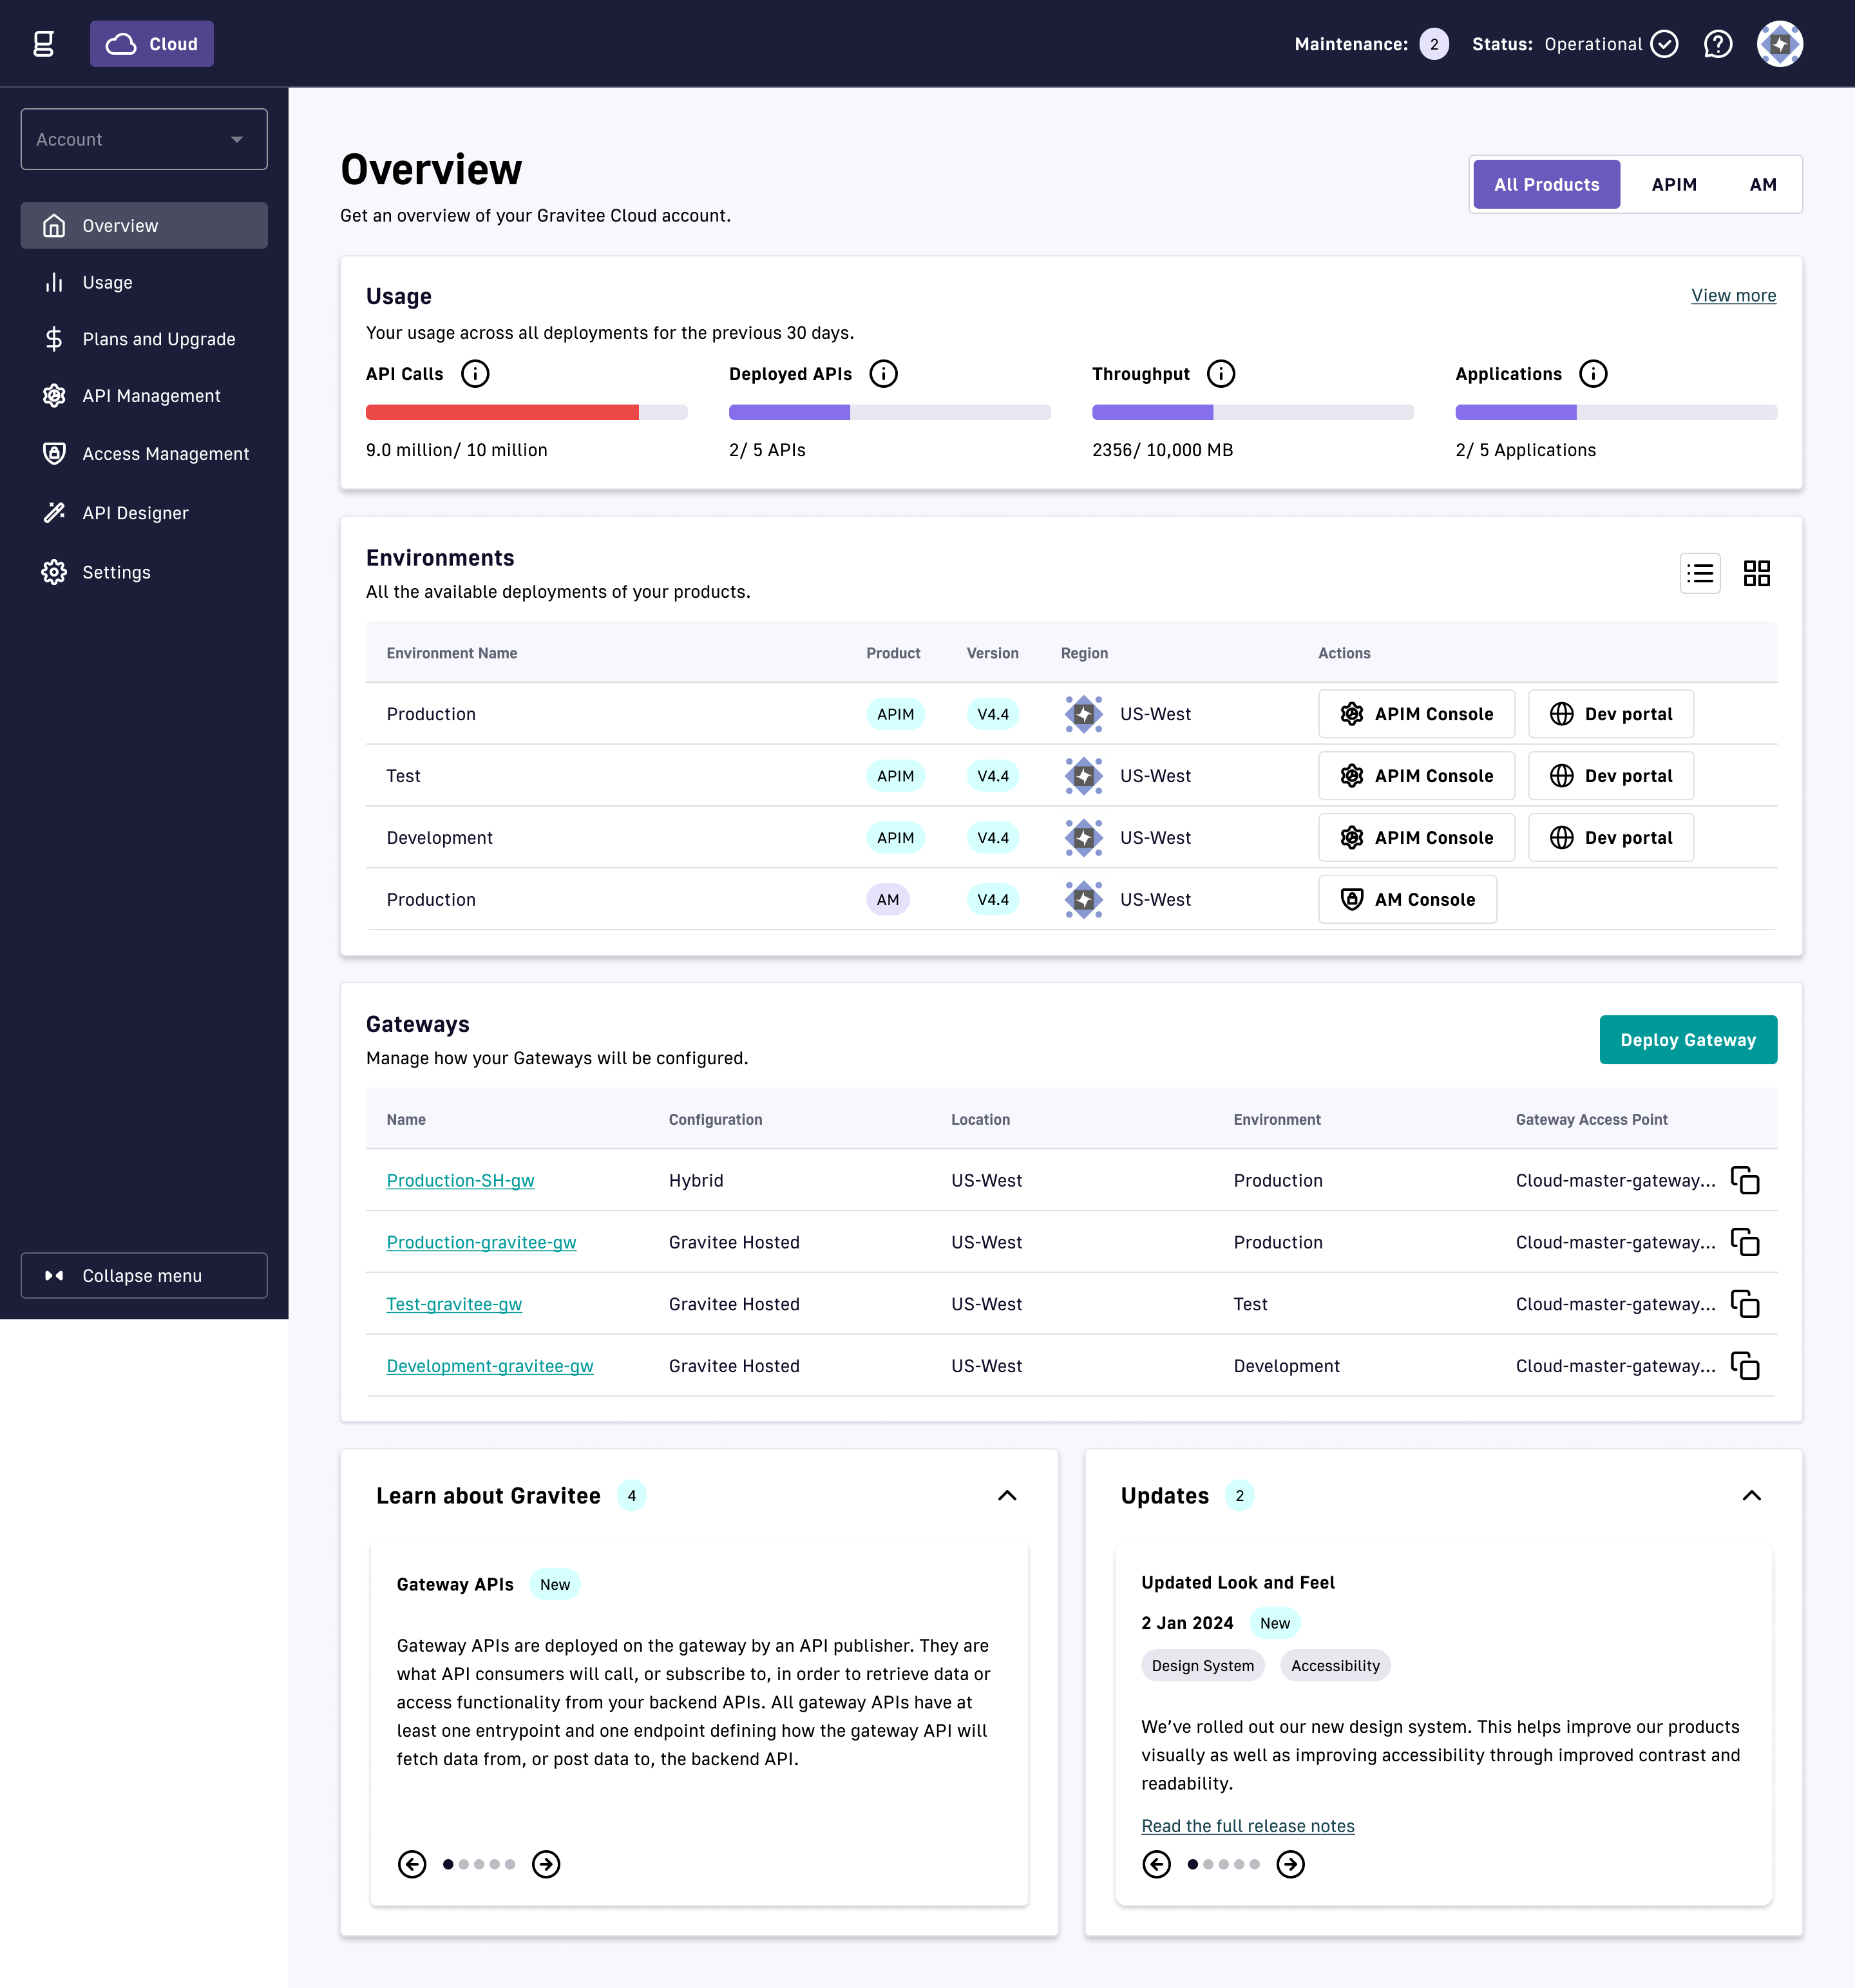 g
Cloud
Maintenance: 2 Status: Operational
Account
Overview
Usage
Plans and Upgrade
API Management
Access Management
API Designer
Settings
Collapse menu
Overview
Get an overview of your Gravitee Cloud account.
All Products APIM AM
Usage
View more
Your usage across all deployments for the previous 30 days.
API Calls Deployed APIs Throughput Applications
9.0 million/ 10 million 2/ 5 APIs 2356/ 10,000 MB 2/ 5 Applications
Environments
All the available deployments of your products.
Environment Name Product Version Region Actions
Production APIM V4.4 US-West APIM Console Dev portal
Test APIM V4.4 US-West APIM Console Dev portal
Development APIM V4.4 US-West APIM Console Dev portal
Production AM V4.4 US-West AM Console
Gateways
Manage how your Gateways will be configured.
Deploy Gateway
Name Configuration Location Environment Gateway Access Point
Production-SH-gw Hybrid US-West Production Cloud-master-gateway...
Production-gravitee-gw Gravitee Hosted US-West Production Cloud-master-gateway...
Test-gravitee-gw Gravitee Hosted US-West Test Cloud-master-gateway...
Development-gravitee-gw Gravitee Hosted US-West Development Cloud-master-gateway...
Learn about Gravitee 4
Gateway APIs New
Gateway APIs are deployed on the gateway by an API publisher. They are
what API consumers will call, or subscribe to, in order to retrieve data or
access functionality from your backend APIs. All gateway APIs have at
least one entrypoint and one endpoint defining how the gateway API will
fetch data from, or post data to, the backend API.
Updates 2
Updated Look and Feel
2 Jan 2024 New
Design System Accessibility
We’ve rolled out our new design system. This helps improve our products
visually as well as improving accessibility through improved contrast and
readability.
Read the full release notes